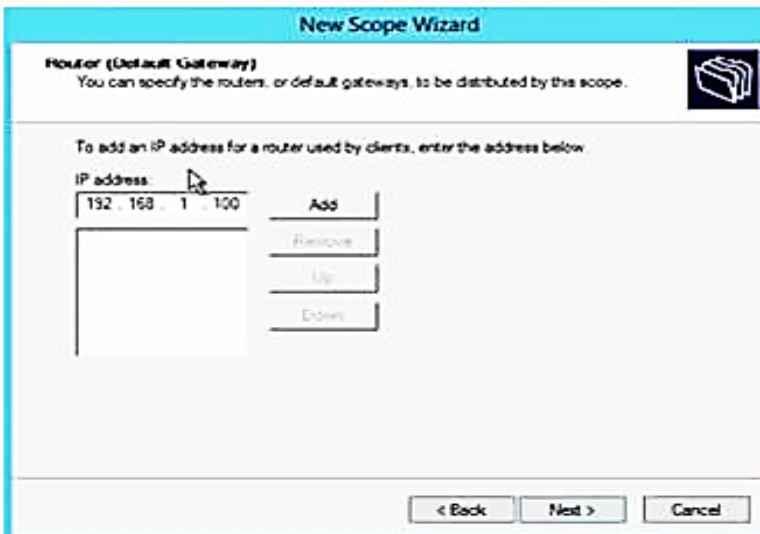 New Scope Wizard
Router (Default Gateway)
You can specify the routers, or default gateways, to be distributed by this scope.
To add an IP address for a router used by clients, enter the address below.
IP address:
192 . 168 . 1 . 100
Add
Remove
Up
Down
< Back
Next >
Cancel